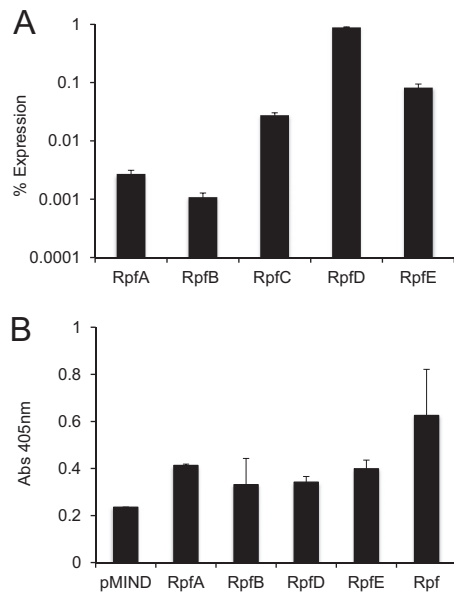 A
% Expression
1
0.1
0.01
0.001
0.0001
RpfA RpfB RpfC RpfD RpfE
B
Abs 405nm
1
0.8
0.6
0.4
0.2
0
pMIND RpfA RpfB RpfD RpfE Rpf